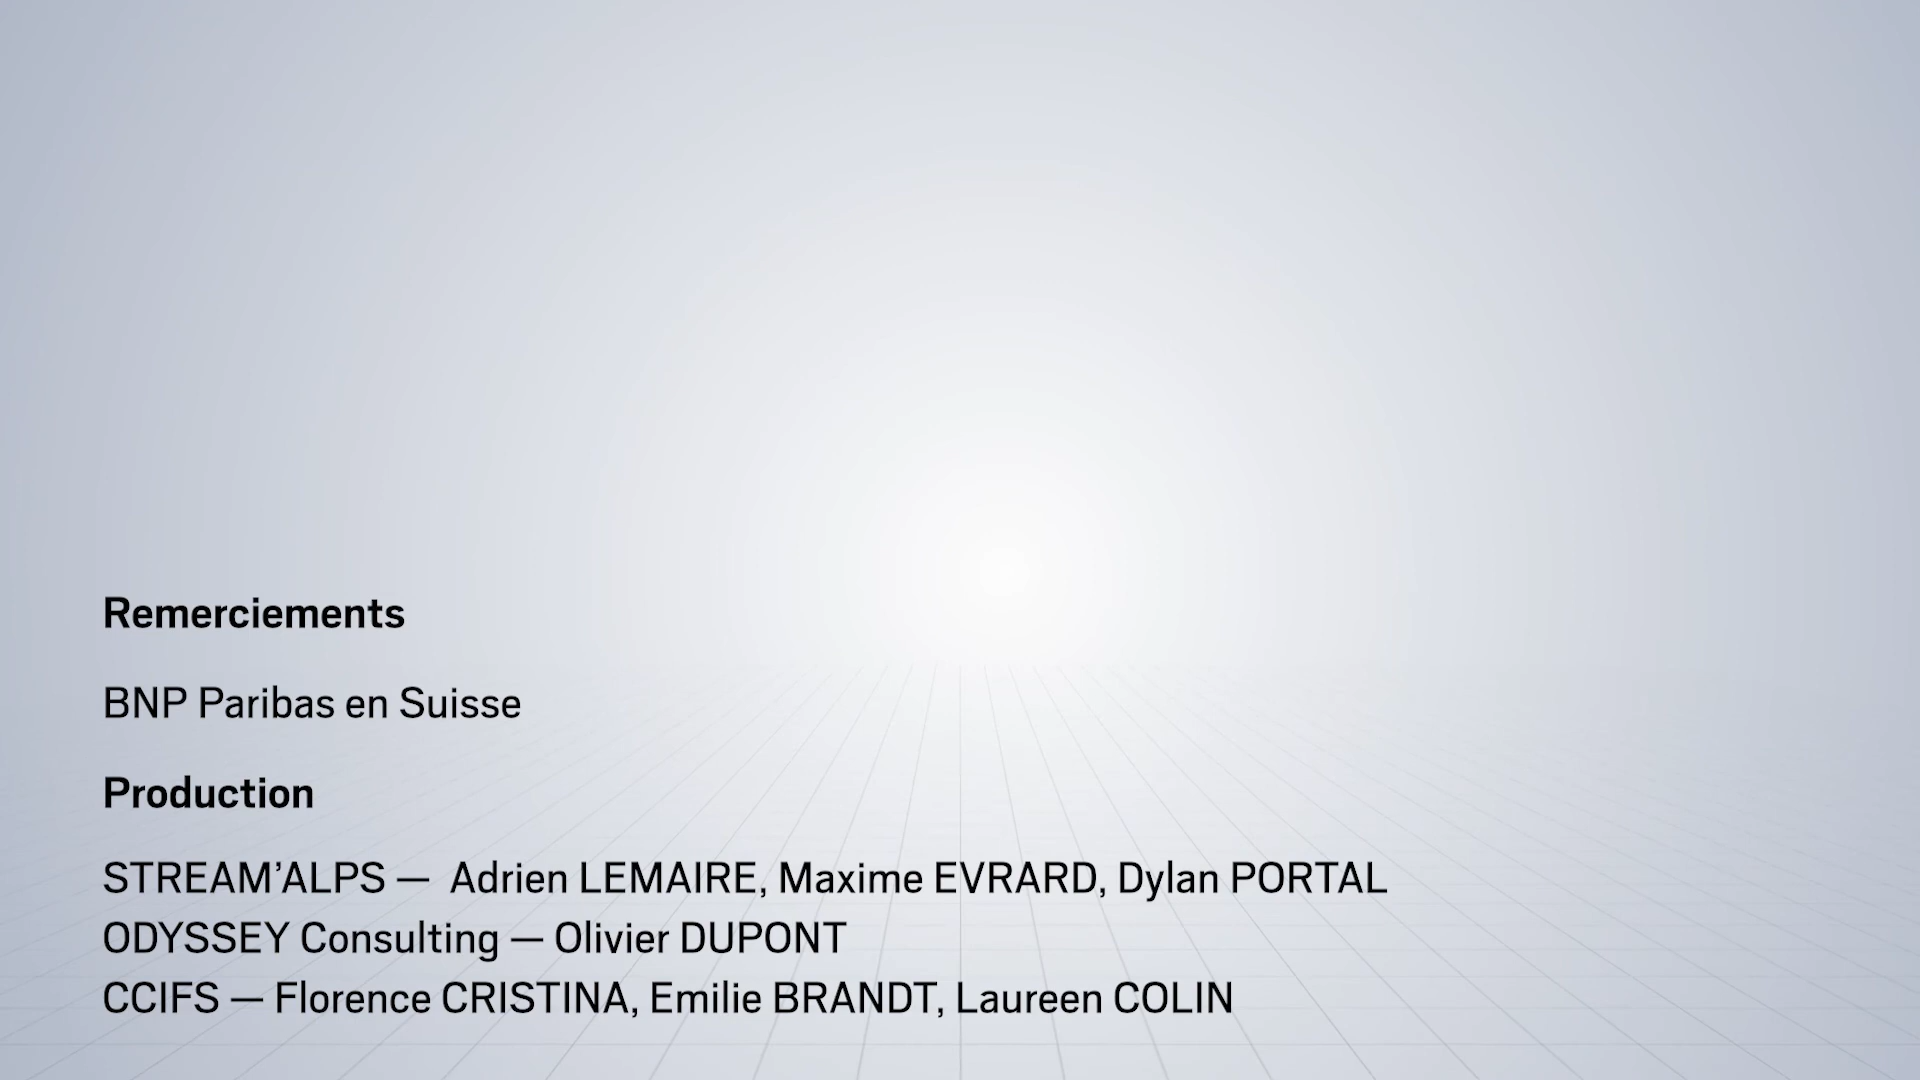 Remerciements
BNP Paribas en Suisse
Production
STREAM’ALPS — Adrien LEMAIRE, Maxime EVRARD, Dylan PORTAL
ODYSSEY Consulting — Olivier DUPONT
CCIFS — Florence CRISTINA, Emilie BRANDT, Laureen COLIN